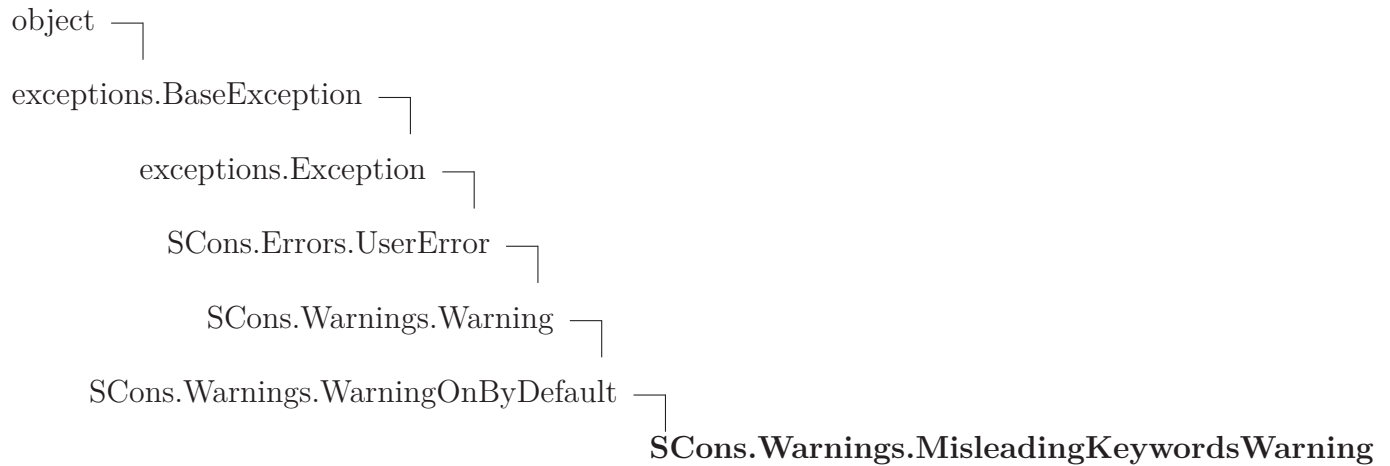 object
exceptions.BaseException
exceptions.Exception
SCons.Errors.UserError
SCons.Warnings.Warning
SCons.Warnings.WarningOnByDefault
SCons.Warnings.MisleadingKeywordsWarning